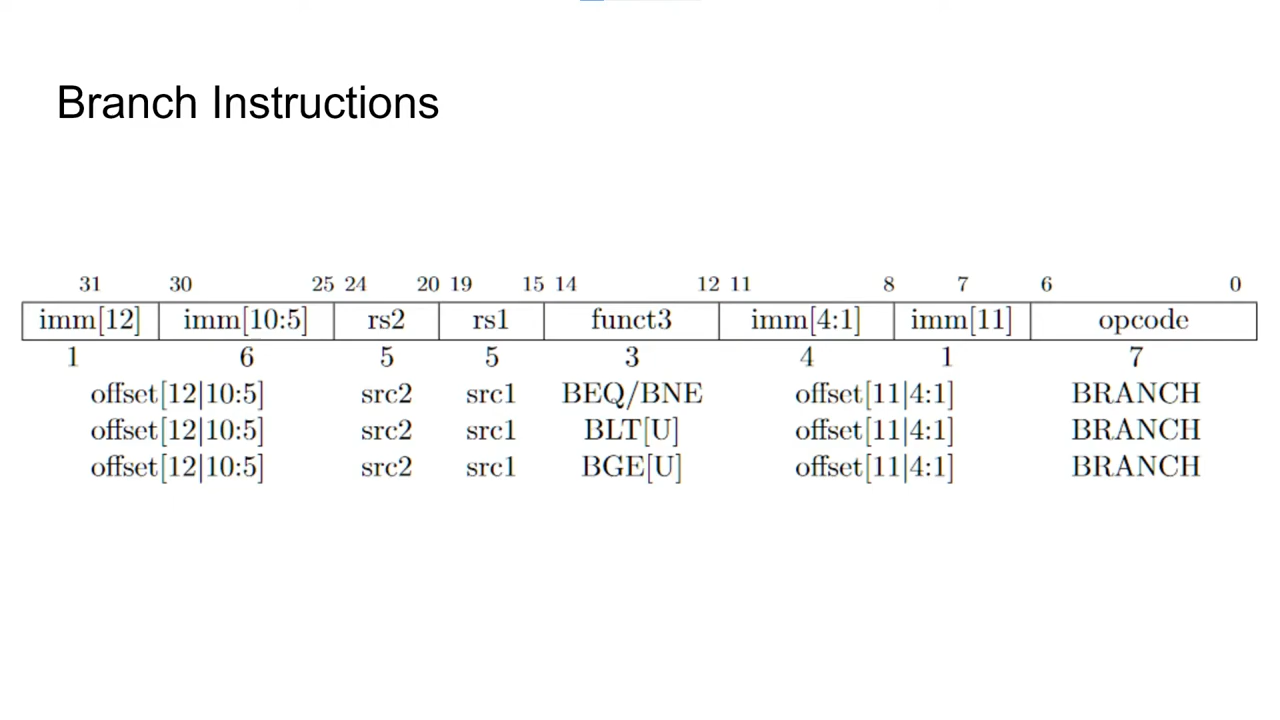 Branch Instructions
31 30 25 24 20 19 15 14 12 11 8 7 6 0
imm[12] imm[10:5] rs2 rs1 funct3 imm[4:1] imm[11] opcode
1 6 5 5 3 4 1 7
offset[12|10:5] src2 src1 BEQ/BNE offset[11|4:1] BRANCH
offset[12|10:5] src2 src1 BLT[U] offset[11|4:1] BRANCH
offset[12|10:5] src2 src1 BGE[U] offset[11|4:1] BRANCH